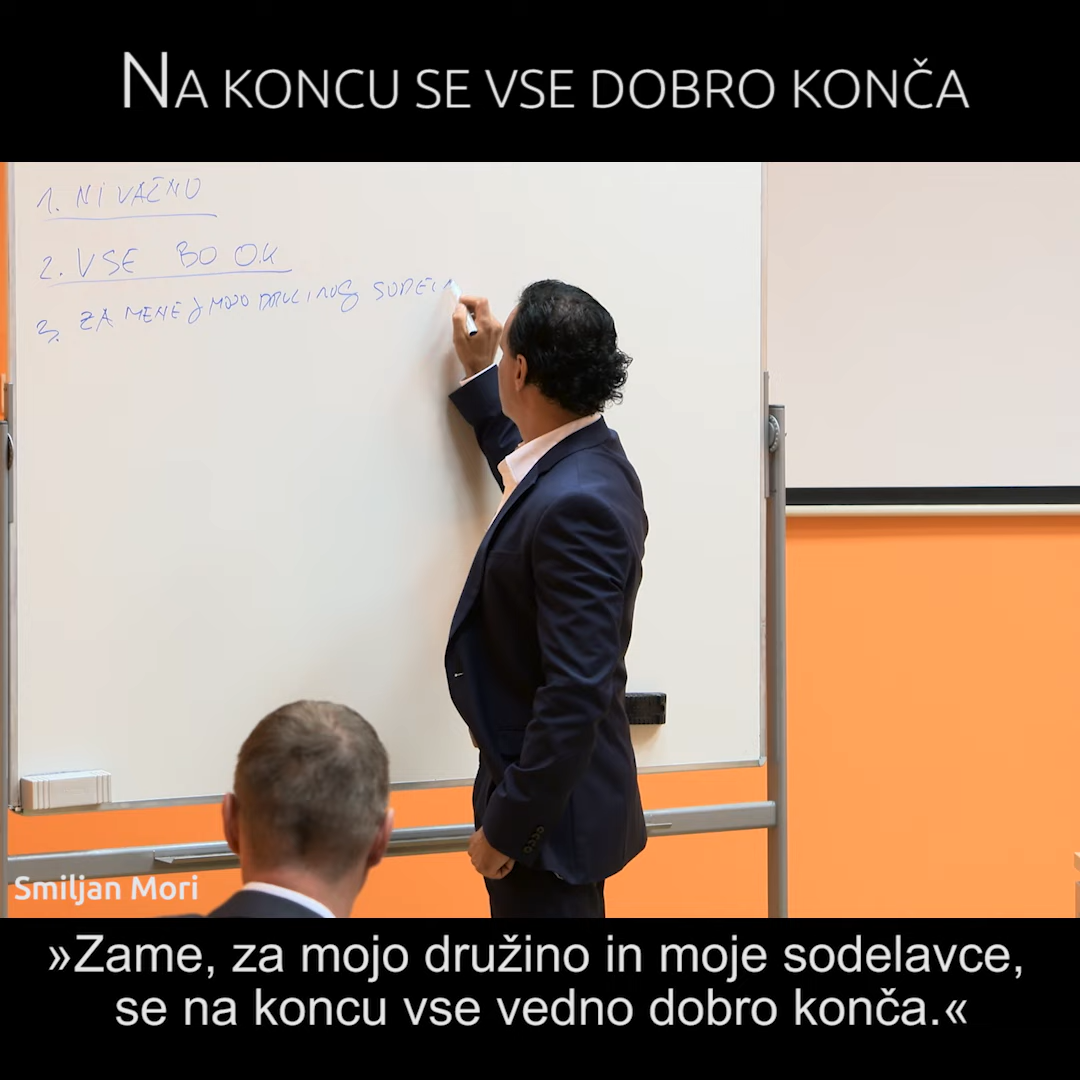 NA KONCU SE VSE DOBRO KONČA
1. NI VAŽNO
2. VSE BO O.K
3. ZA MENE, MOJO DRUŽINO, SODEL
Smiljan Mori
»Zame, za mojo družino in moje sodelavce,
se na koncu vse vedno dobro konča.«